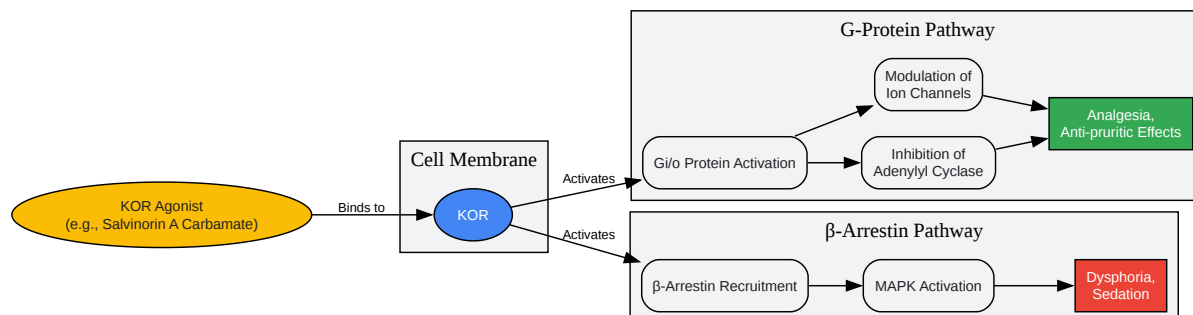 G-Protein Pathway
Modulation of
Ion Channels
Analgesia,
Anti-pruritic Effects
Cell Membrane
Gi/o Protein Activation
Inhibition of
Adenylyl Cyclase
Activates
KOR Agonist
(e.g., Salvinorin A Carbamate)
Binds to
KOR
Activates
β-Arrestin Pathway
β-Arrestin Recruitment
MAPK Activation
Dysphoria,
Sedation